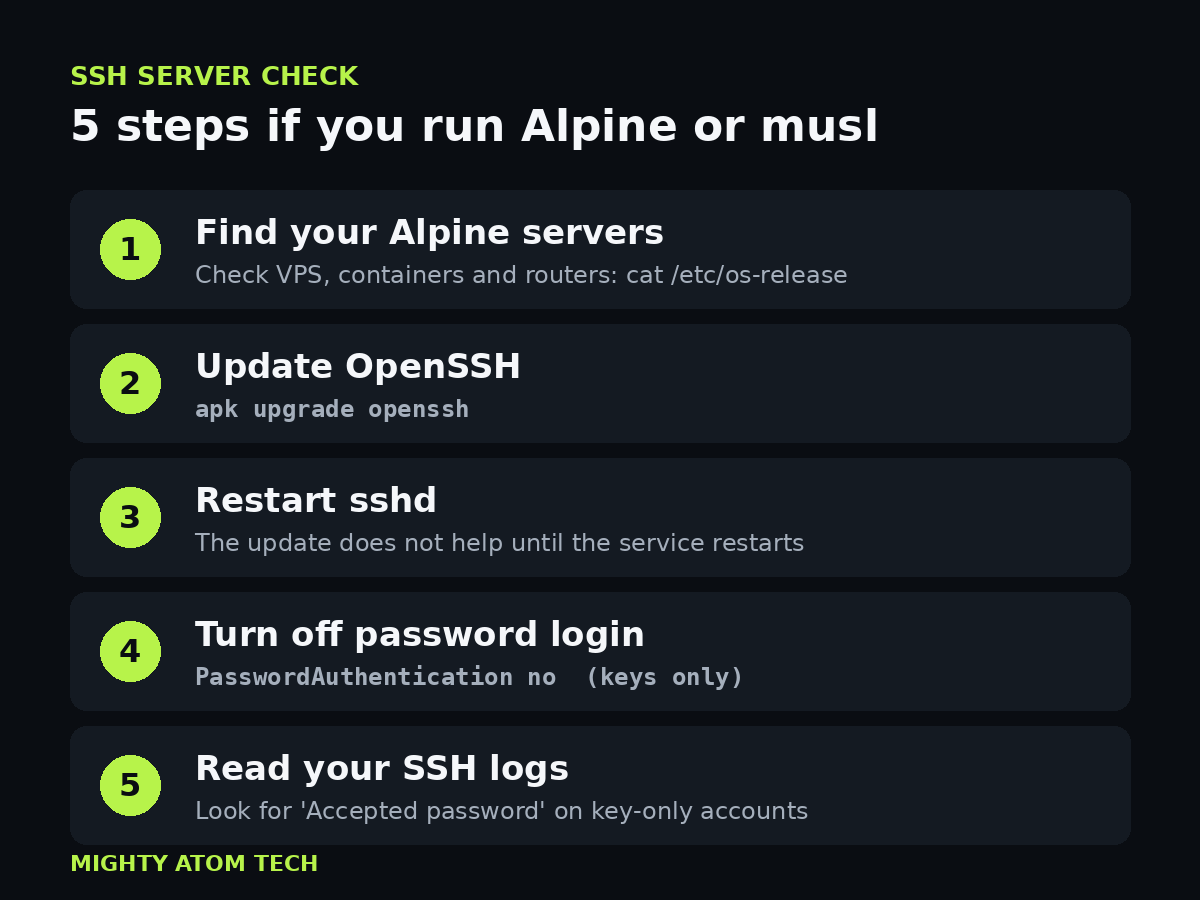 SSH SERVER CHECK
5 steps if you run Alpine or musl
1
Find your Alpine servers
Check VPS, containers and routers: cat /etc/os-release
2
Update OpenSSH
apk upgrade openssh
3
Restart sshd
The update does not help until the service restarts
4
Turn off password login
PasswordAuthentication no  (keys only)
5
Read your SSH logs
Look for 'Accepted password' on key-only accounts
MIGHTY ATOM TECH